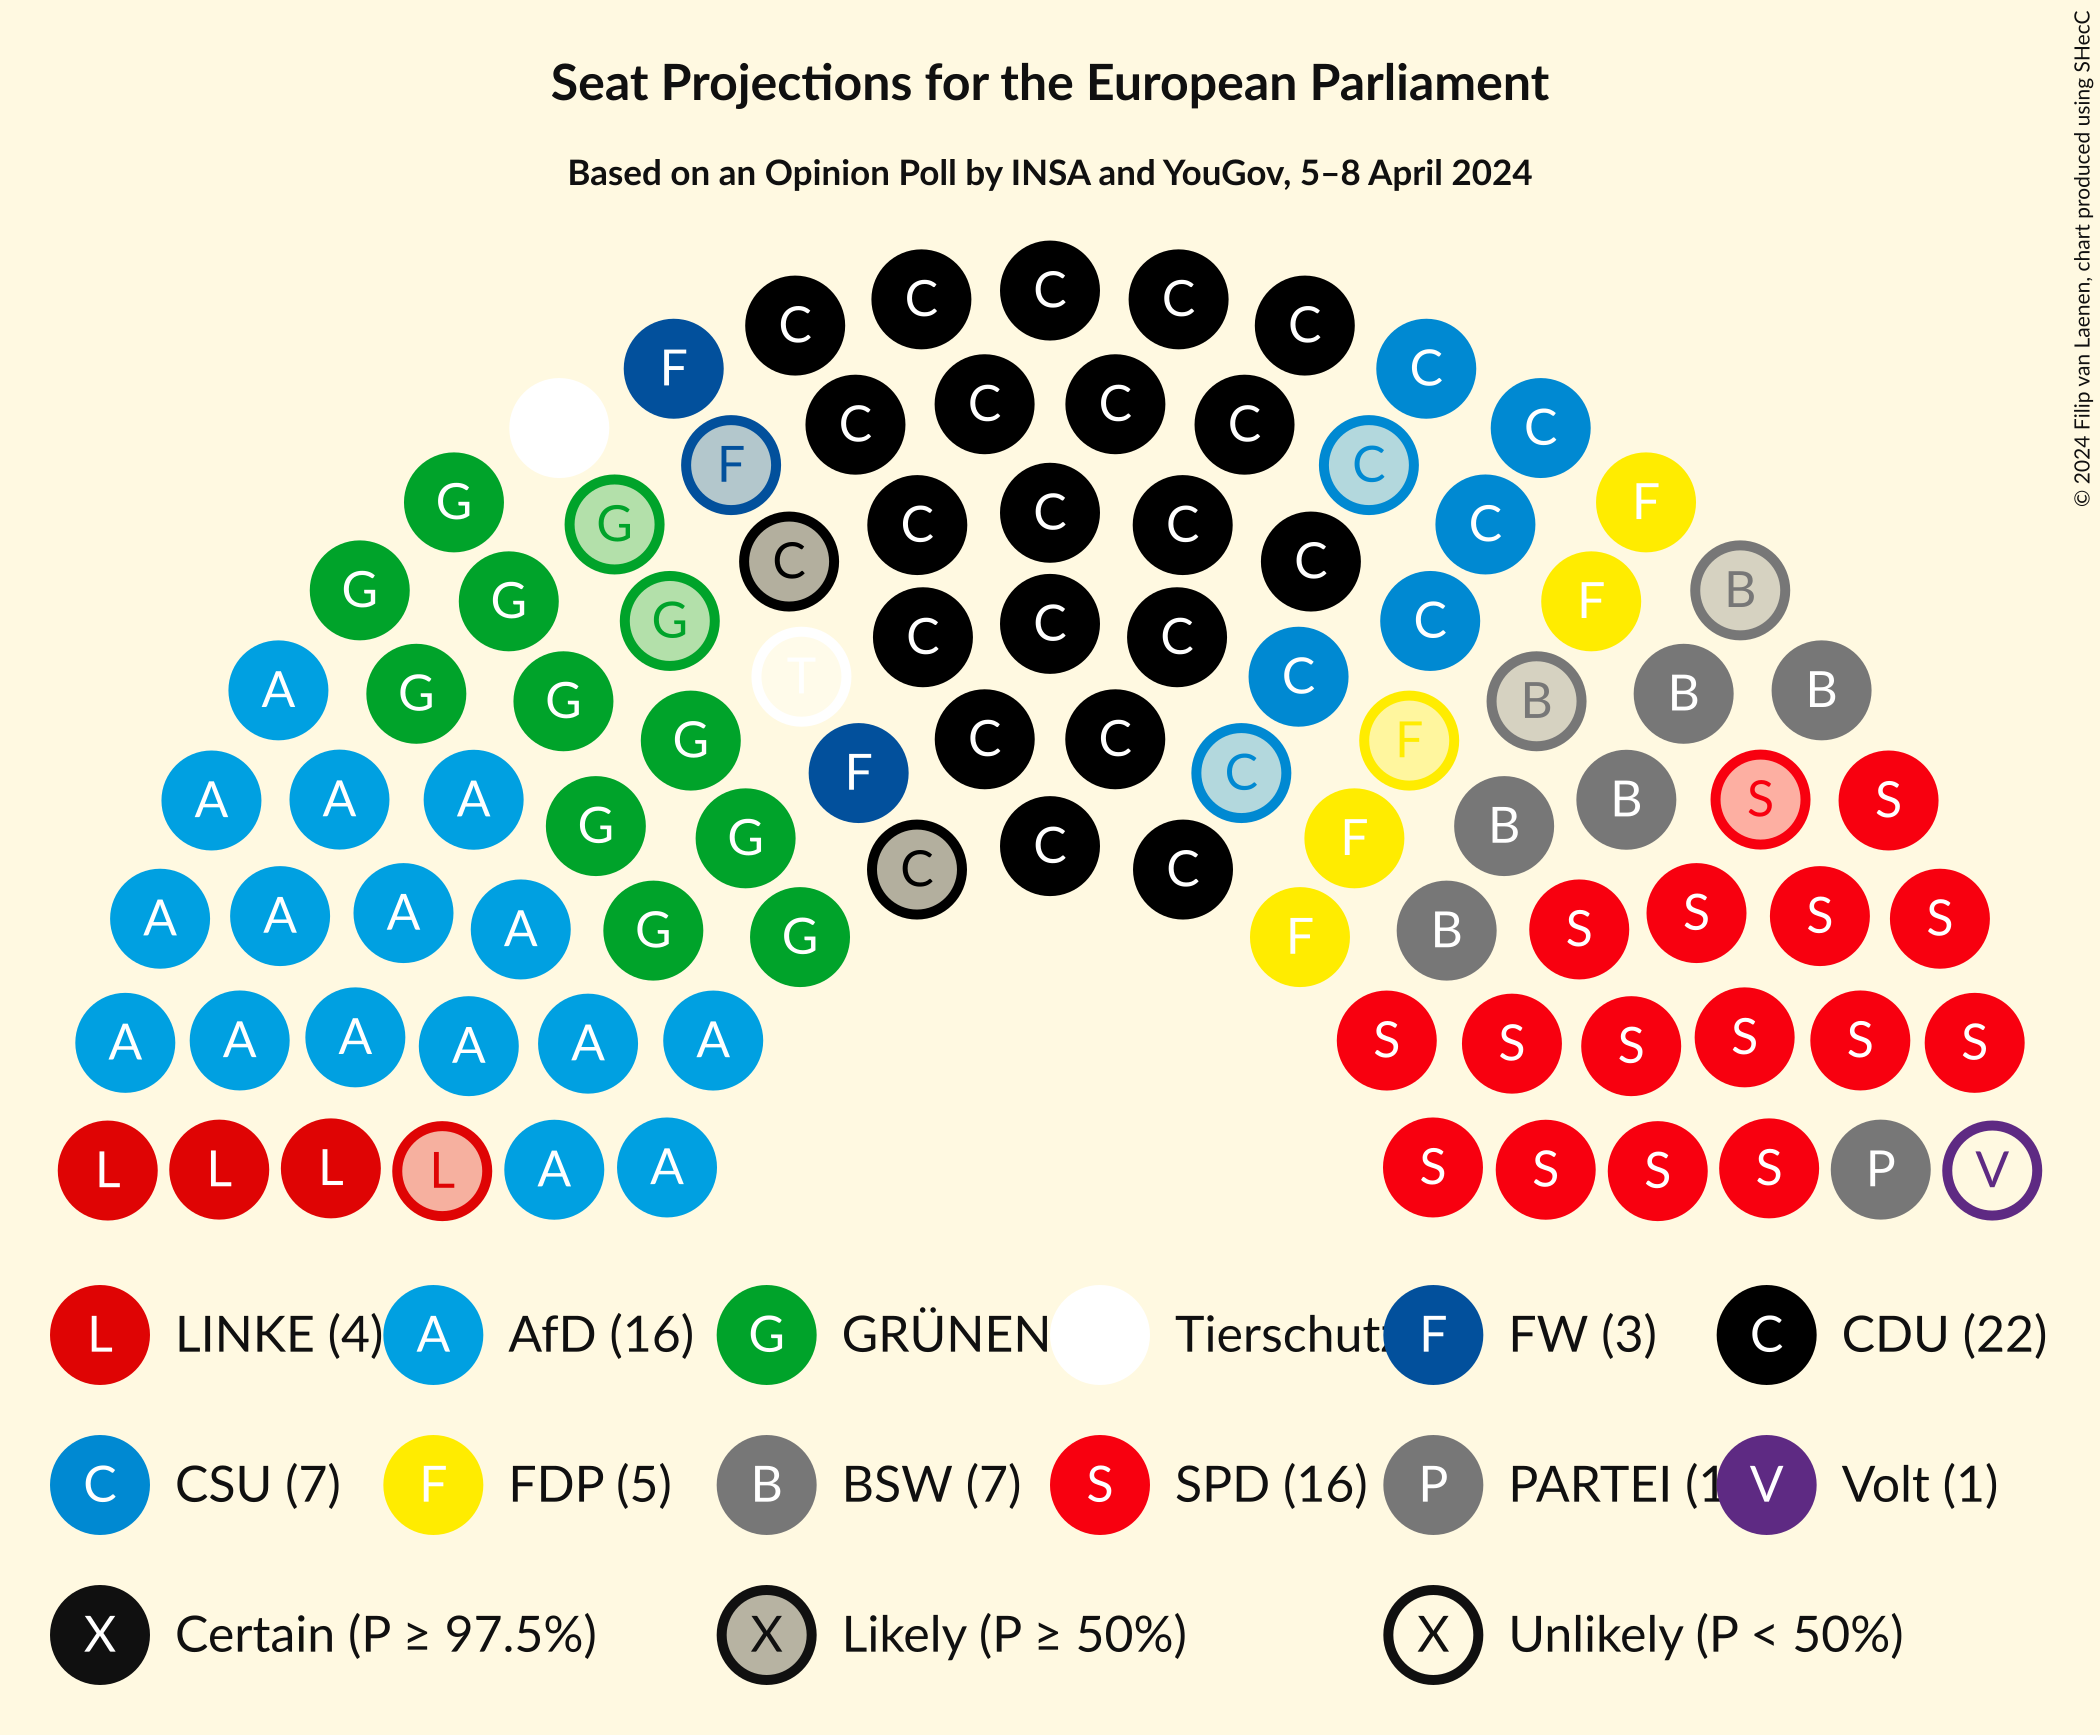 Seat Projections for the European Parliament
Based on an Opinion Poll by INSA and YouGov, 5–8 April 2024
© 2024 Filip van Laenen, chart produced using SHecC
C C C C C
F C C C C C C
F C C C
G G C C C C C F
G G G C C B
G T C C C C F
A G G G F C C C F B B B
A A A G G C C C F B B S S
A A A A G G F B S S S S
A A A A A A S S S S S S
L L L L A A S S S S P V
L LINKE (4) A AfD (16) G GRÜNEN Tierschutz F FW (3) C CDU (22)
C CSU (7) F FDP (5) B BSW (7) S SPD (16) P PARTEI (1 V Volt (1)
X Certain (P ≥ 97.5%) X Likely (P ≥ 50%) X Unlikely (P < 50%)